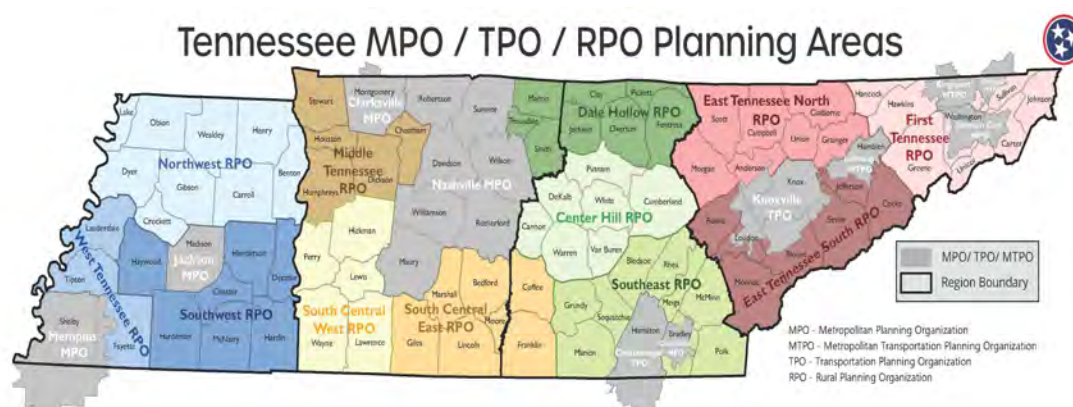 Tennessee MPO / TPO / RPO Planning Areas
Lake
Obion
Weakley
Henry
Northwest RPO
Dyer
Gibson
Carroll
Benton
Crockett
Lauderdale
Haywood
Madison
Jackson
MPO
Henderson
Decatur
Tipton
West Tennessee RPO
Chester
Southwest RPO
Shelby
Memphis
MPO
Fayette
Hardeman
McNairy
Hardin
Stewart
Montgomery
Clarksville
MPO
Robertson
Sumner
Macon
Trousdale
Smith
Houston
Cheatham
Middle
Tennessee
RPO
Dickson
Humphreys
Davidson
Wilson
Nashville MPO
Williamson
Rutherford
Hickman
Maury
Perry
Lewis
South Central
West RPO
Wayne
Lawrence
Marshall
Bedford
South Central
East RPO
Moore
Giles
Lincoln
Coffee
Franklin
Clay
Pickett
Dale Hollow RPO
Jackson
Overton
Fentress
Putnam
DeKalb
White
Cumberland
Center Hill RPO
Cannon
Warren
Van Buren
Bledsoe
Rhea
Southeast RPO
Meigs
McMinn
Grundy
Sequatchie
Hamilton
Bradley
Chattanooga
TPO
Marion
Polk
East Tennessee North
RPO
Scott
Campbell
Claiborne
Union
Grainger
Morgan
Anderson
Knox
Knoxville
TPO
Hamblen
Jefferson
Cocke
Roane
Loudon
Sevier
Blount
Monroe
East Tennessee South RPO
Hancock
Hawkins
Sullivan
Johnson
Washington
First
Tennessee
RPO
Carter
Greene
Unicoi
MPO/TPO/ MTPO
Region Boundary
MPO - Metropolitan Planning Organization
MTPO - Metropolitan Transportation Planning Organization
TPO - Transportation Planning Organization
RPO - Rural Planning Organization